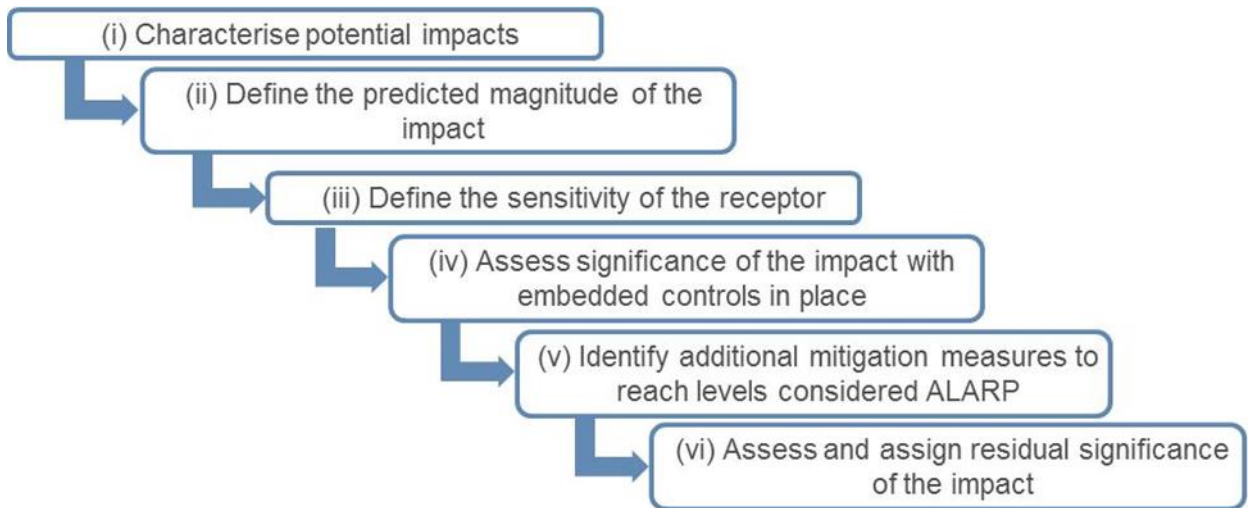 (i) Characterise potential impacts
(ii) Define the predicted magnitude of the
impact
(iii) Define the sensitivity of the receptor
(iv) Assess significance of the impact with
embedded controls in place
(v) Identify additional mitigation measures to
reach levels considered ALARP
(vi) Assess and assign residual significance
of the impact